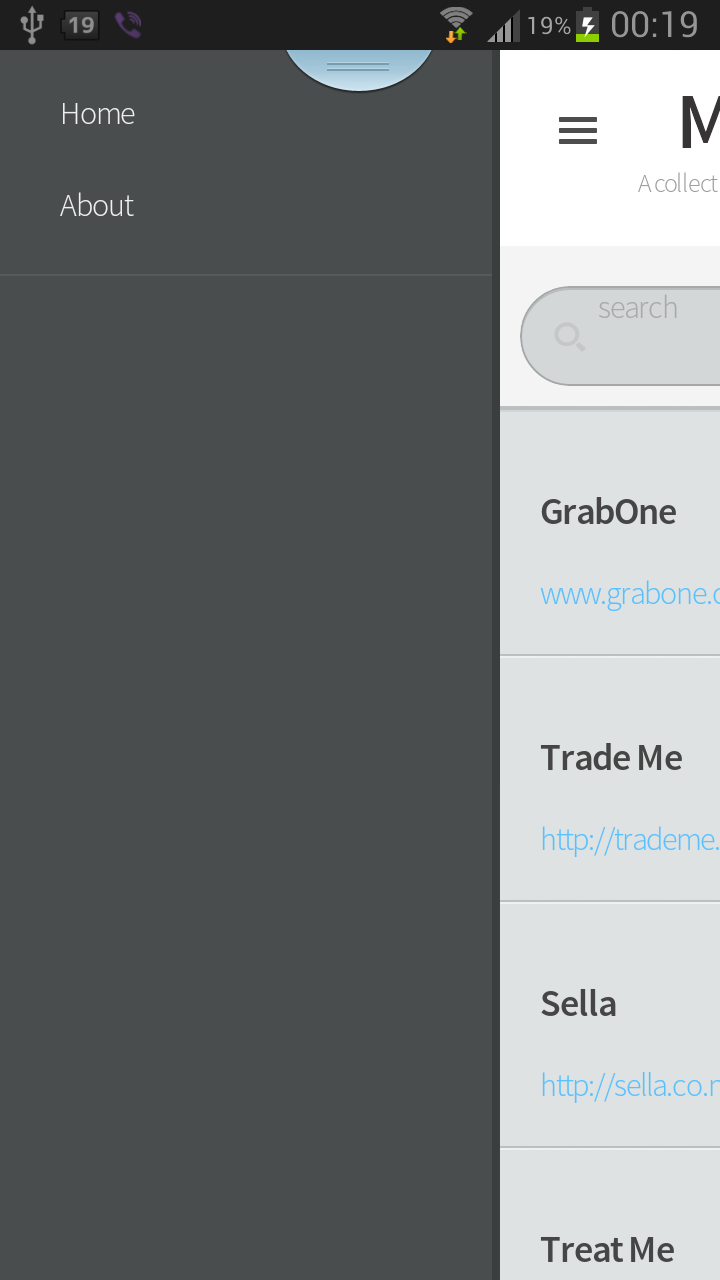 19
19%
00:19
Home
About
M
A collect
search
GrabOne
www.grabone.c
Trade Me
http://trademe.
Sella
http://sella.co.n
Treat Me